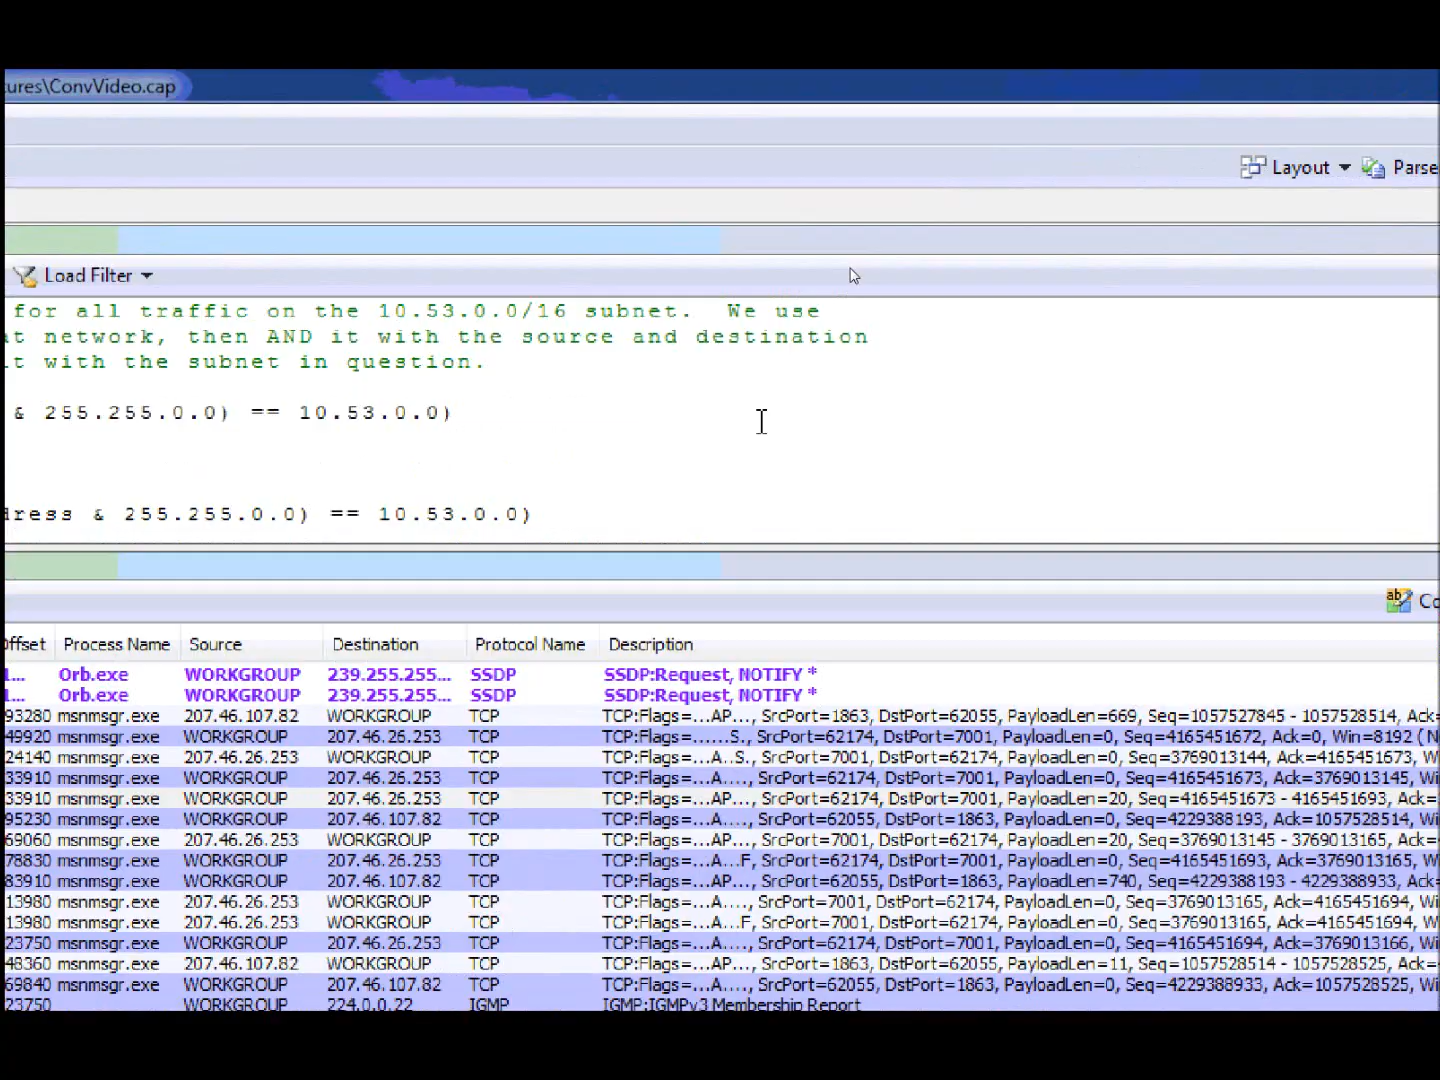 tures\ConvVideo.cap
Layout Parse
Load Filter
for all traffic on the 10.53.0.0/16 subnet. We use
at network, then AND it with the source and destination
it with the subnet in question.
& 255.255.0.0) == 10.53.0.0)
dress & 255.255.0.0) == 10.53.0.0)
Co
Offset Process Name Source Destination Protocol Name Description
1... Orb.exe WORKGROUP 239.255.255... SSDP SSDP:Request, NOTIFY *
1... Orb.exe WORKGROUP 239.255.255... SSDP SSDP:Request, NOTIFY *
93280 msnmsgr.exe 207.46.107.82 WORKGROUP TCP TCP:Flags=...AP..., SrcPort=1863, DstPort=62055, PayloadLen=669, Seq=1057527845 - 1057528514, Ack=
49920 msnmsgr.exe WORKGROUP 207.46.26.253 TCP TCP:Flags=......S., SrcPort=62174, DstPort=7001, PayloadLen=0, Seq=4165451672, Ack=0, Win=8192 ( N
24140 msnmsgr.exe 207.46.26.253 WORKGROUP TCP TCP:Flags=...A..S., SrcPort=7001, DstPort=62174, PayloadLen=0, Seq=3769013144, Ack=4165451673, W
33910 msnmsgr.exe WORKGROUP 207.46.26.253 TCP TCP:Flags=...A...., SrcPort=62174, DstPort=7001, PayloadLen=0, Seq=4165451673, Ack=3769013145, Wi
33910 msnmsgr.exe WORKGROUP 207.46.26.253 TCP TCP:Flags=...AP..., SrcPort=62174, DstPort=7001, PayloadLen=20, Seq=4165451673 - 4165451693, Ack=
95230 msnmsgr.exe WORKGROUP 207.46.107.82 TCP TCP:Flags=...A...., SrcPort=62055, DstPort=1863, PayloadLen=0, Seq=4229388193, Ack=1057528514, Wi
69060 msnmsgr.exe 207.46.26.253 WORKGROUP TCP TCP:Flags=...AP..., SrcPort=7001, DstPort=62174, PayloadLen=20, Seq=3769013145 - 3769013165, Ack=4
78830 msnmsgr.exe WORKGROUP 207.46.26.253 TCP TCP:Flags=...A...F, SrcPort=62174, DstPort=7001, PayloadLen=0, Seq=4165451693, Ack=3769013165, W
83910 msnmsgr.exe WORKGROUP 207.46.107.82 TCP TCP:Flags=...AP..., SrcPort=62055, DstPort=1863, PayloadLen=740, Seq=4229388193 - 4229388933, Ack
13980 msnmsgr.exe 207.46.26.253 WORKGROUP TCP TCP:Flags=...A...., SrcPort=7001, DstPort=62174, PayloadLen=0, Seq=3769013165, Ack=4165451694, W
13980 msnmsgr.exe 207.46.26.253 WORKGROUP TCP TCP:Flags=...A...F, SrcPort=7001, DstPort=62174, PayloadLen=0, Seq=3769013165, Ack=4165451694, W
23750 msnmsgr.exe WORKGROUP 207.46.26.253 TCP TCP:Flags=...A...., SrcPort=62174, DstPort=7001, PayloadLen=0, Seq=4165451694, Ack=3769013166, Wi
48360 msnmsgr.exe 207.46.107.82 WORKGROUP TCP TCP:Flags=...AP..., SrcPort=1863, DstPort=62055, PayloadLen=11, Seq=1057528514 - 1057528525, Ack=4
69840 msnmsgr.exe WORKGROUP 207.46.107.82 TCP TCP:Flags=...A...., SrcPort=62055, DstPort=1863, PayloadLen=0, Seq=4229388933, Ack=1057528525, Wi
23750 WORKGROUP 224.0.0.22 IGMP IGMP:IGMPv3 Membership Report